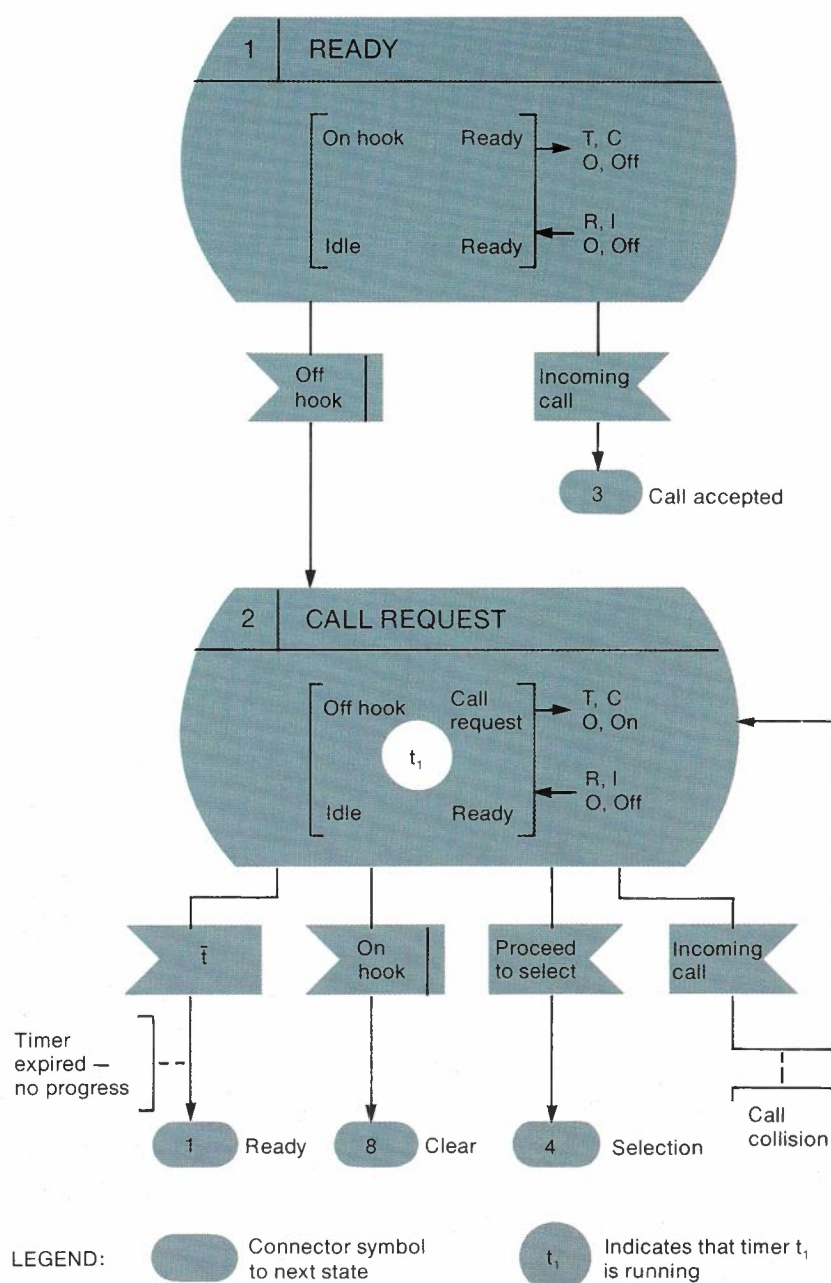 1 READY
On hook Ready T, C
O, Off
R, I
Idle Ready O, Off
Off
hook
Incoming
call
3 Call accepted
2 CALL REQUEST
Off hook Call
request
T, C
O, On
t₁
R, I
O, Off
Idle Ready
t̄
On
hook
Proceed
to select
Incoming
call
Timer
expired —
no progress
1 Ready
8 Clear
4 Selection
Call
collision
LEGEND:
Connector symbol
to next state
t₁
Indicates that timer t₁
is running